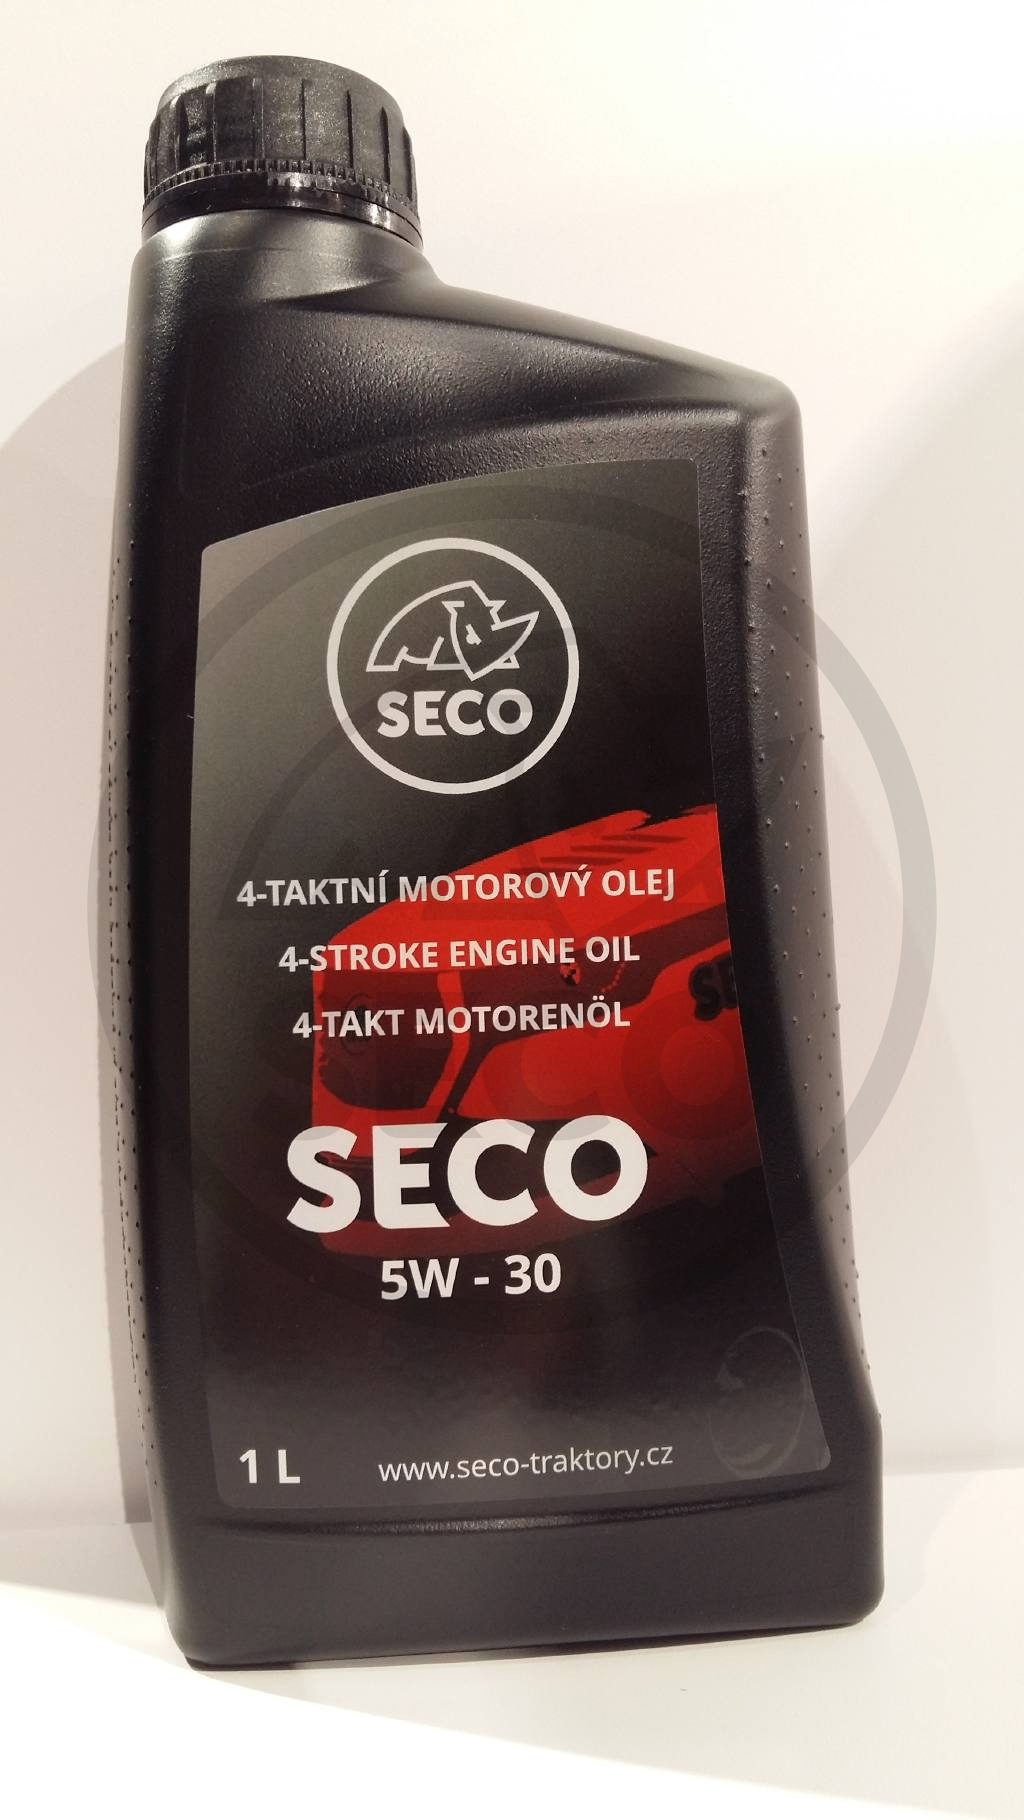 SECO
4-TAKTNÍ MOTOROVÝ OLEJ
4-STROKE ENGINE OIL
4-TAKT MOTORENÖL
SECO
5W - 30
1 L www.seco-traktory.cz